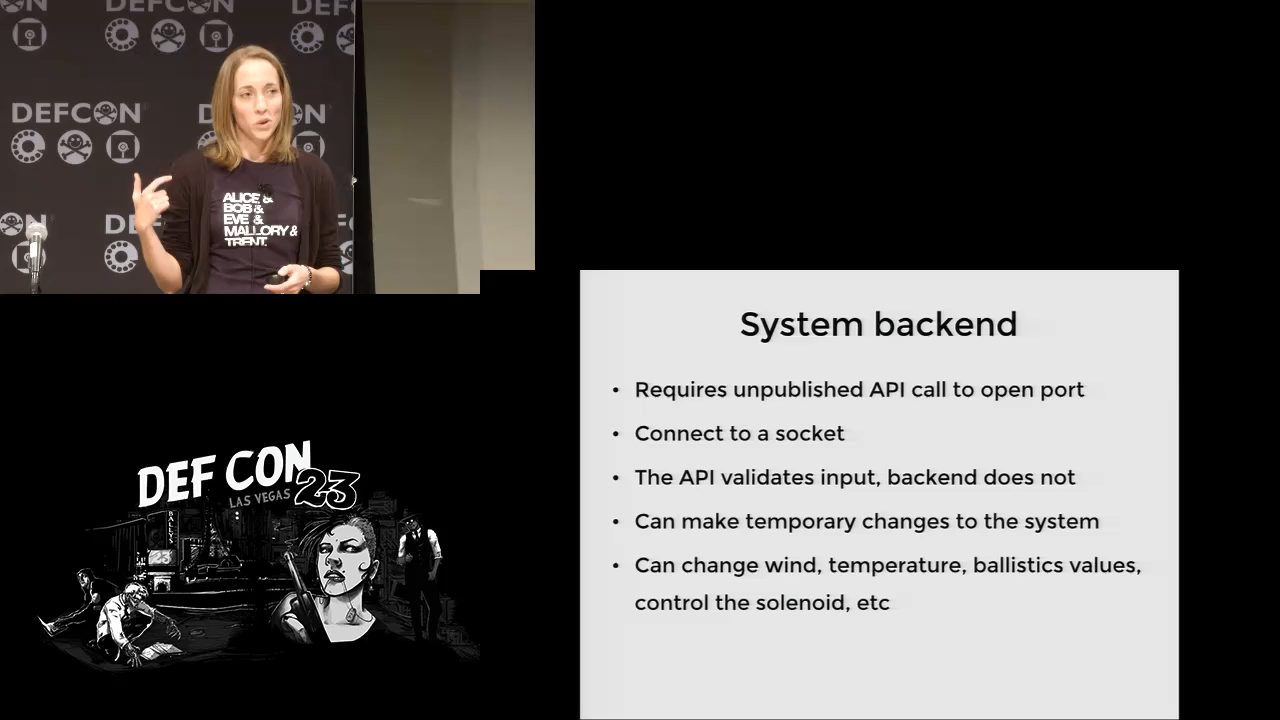 DEFCON
DEFCON
DEFCON
ALICE &
BOB &
EVE &
MALLORY &
TRENT.
System backend
• Requires unpublished API call to open port
• Connect to a socket
• The API validates input, backend does not
• Can make temporary changes to the system
• Can change wind, temperature, ballistics values,
control the solenoid, etc
DEF CON
LAS VEGAS 23
BALLY'S
23